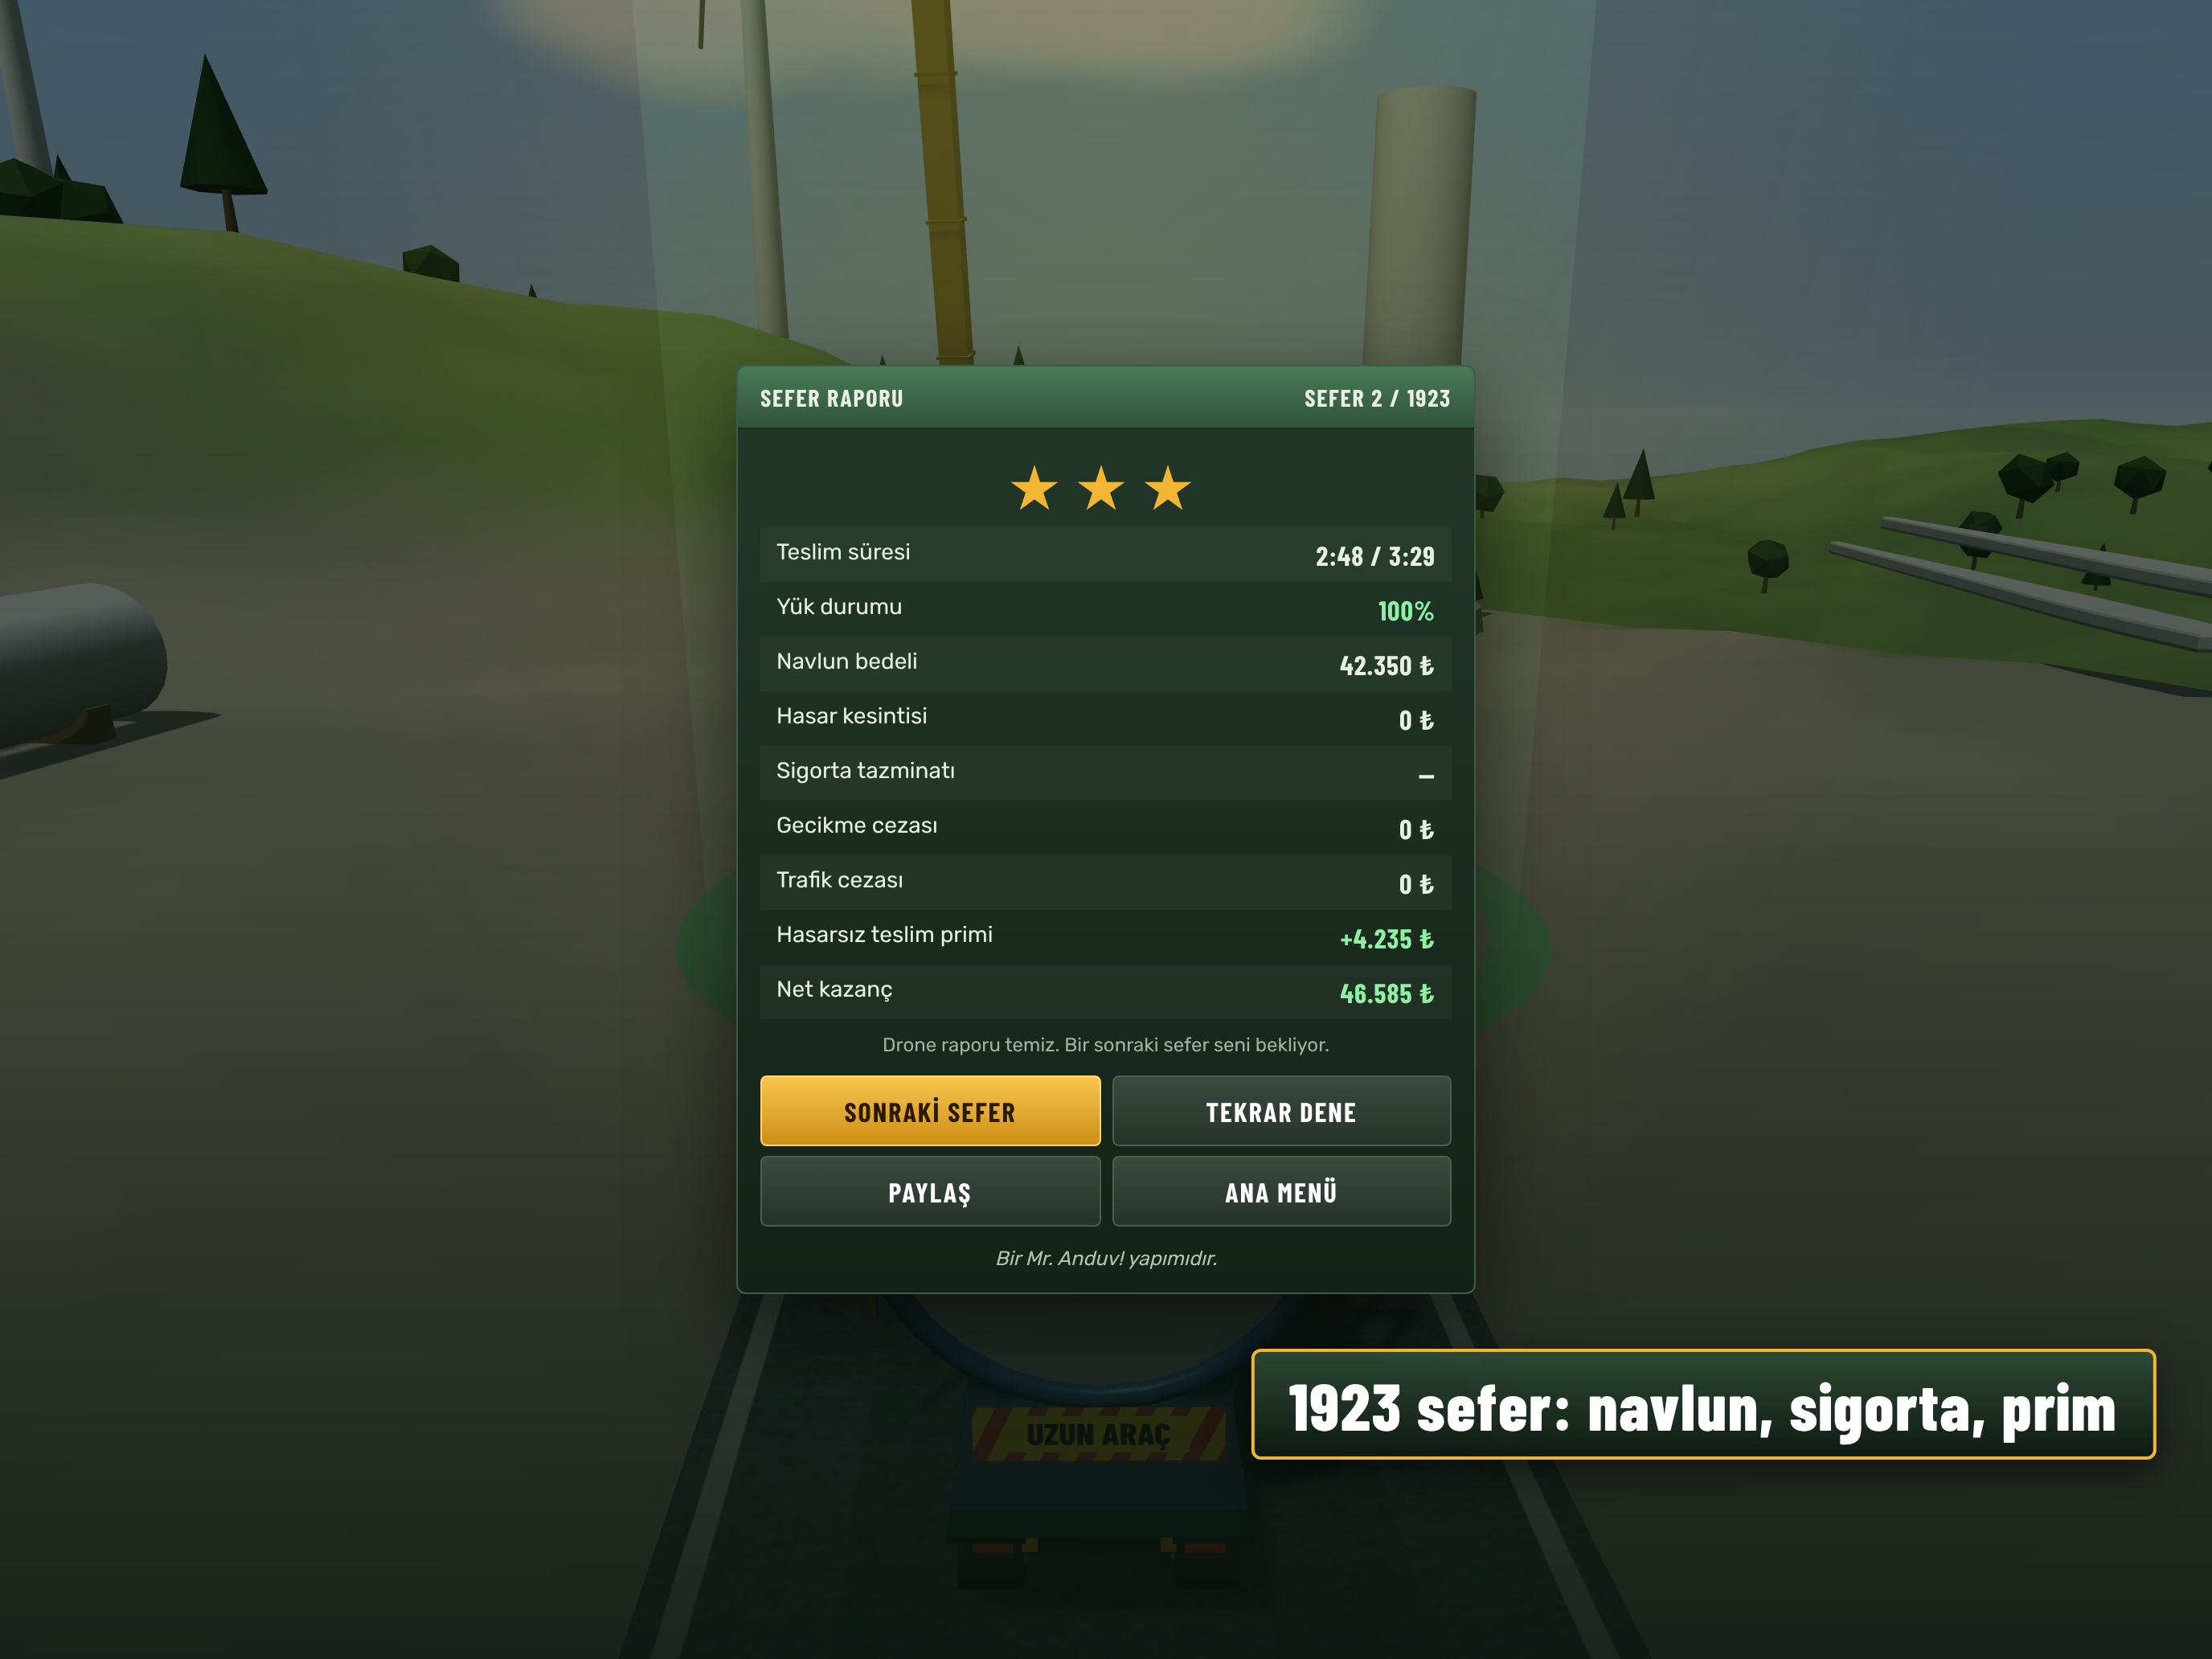 SEFER RAPORU SEFER 2 / 1923
Teslim süresi 2:48 / 3:29
Yük durumu 100%
Navlun bedeli 42.350 ₺
Hasar kesintisi 0 ₺
Sigorta tazminatı –
Gecikme cezası 0 ₺
Trafik cezası 0 ₺
Hasarsız teslim primi +4.235 ₺
Net kazanç 46.585 ₺
Drone raporu temiz. Bir sonraki sefer seni bekliyor.
SONRAKİ SEFER TEKRAR DENE
PAYLAŞ ANA MENÜ
Bir Mr. Anduv! yapımıdır.
1923 sefer: navlun, sigorta, prim
UZUN ARAÇ